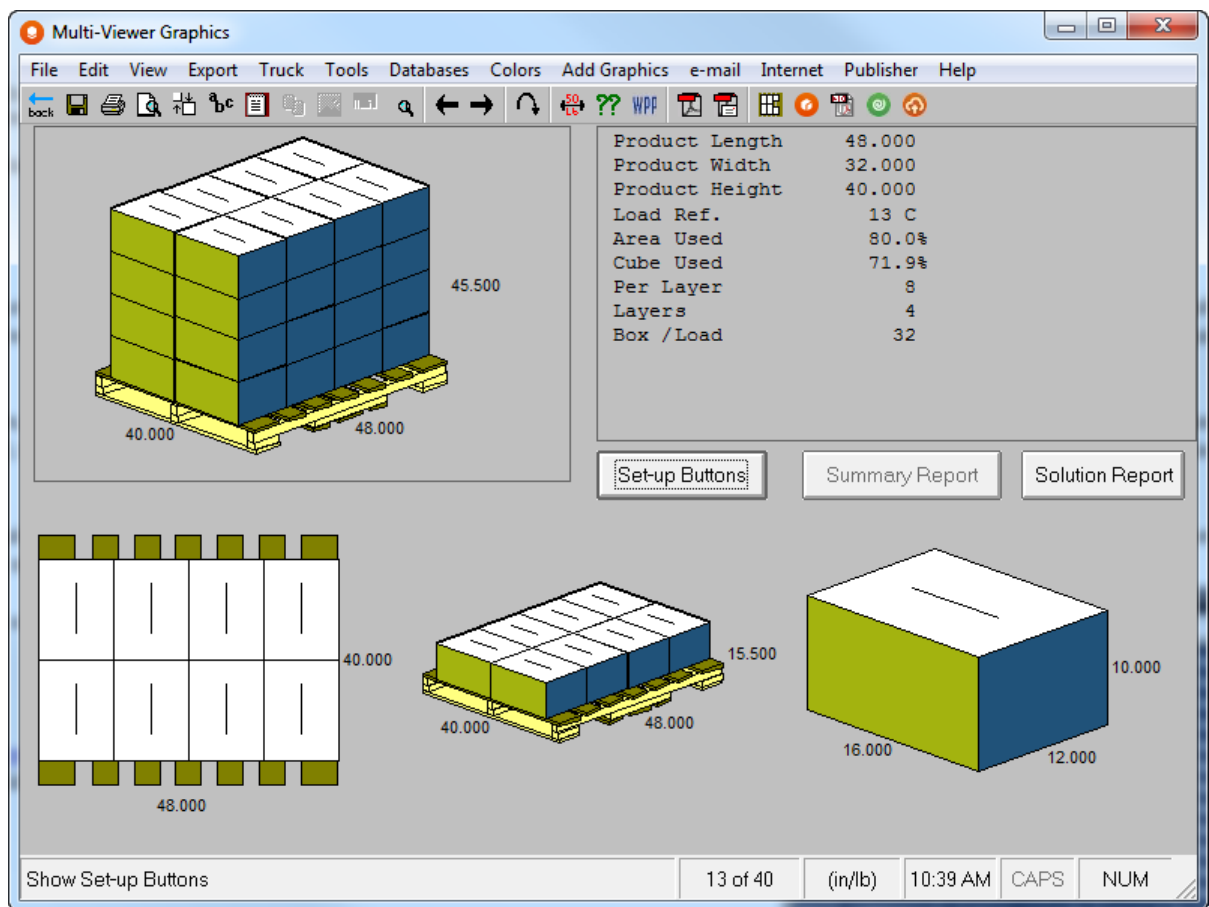 Multi-Viewer Graphics
File Edit View Export Truck Tools Databases Colors Add Graphics e-mail Internet Publisher Help
back abc 50 Lb ?? WPP
45.500
40.000
48.000
Product Length 48.000
Product Width 32.000
Product Height 40.000
Load Ref. 13 C
Area Used 80.0%
Cube Used 71.9%
Per Layer 8
Layers 4
Box /Load 32
Set-up Buttons Summary Report Solution Report
40.000
48.000
15.500
40.000
48.000
10.000
16.000
12.000
Show Set-up Buttons 13 of 40 (in/lb) 10:39 AM CAPS NUM